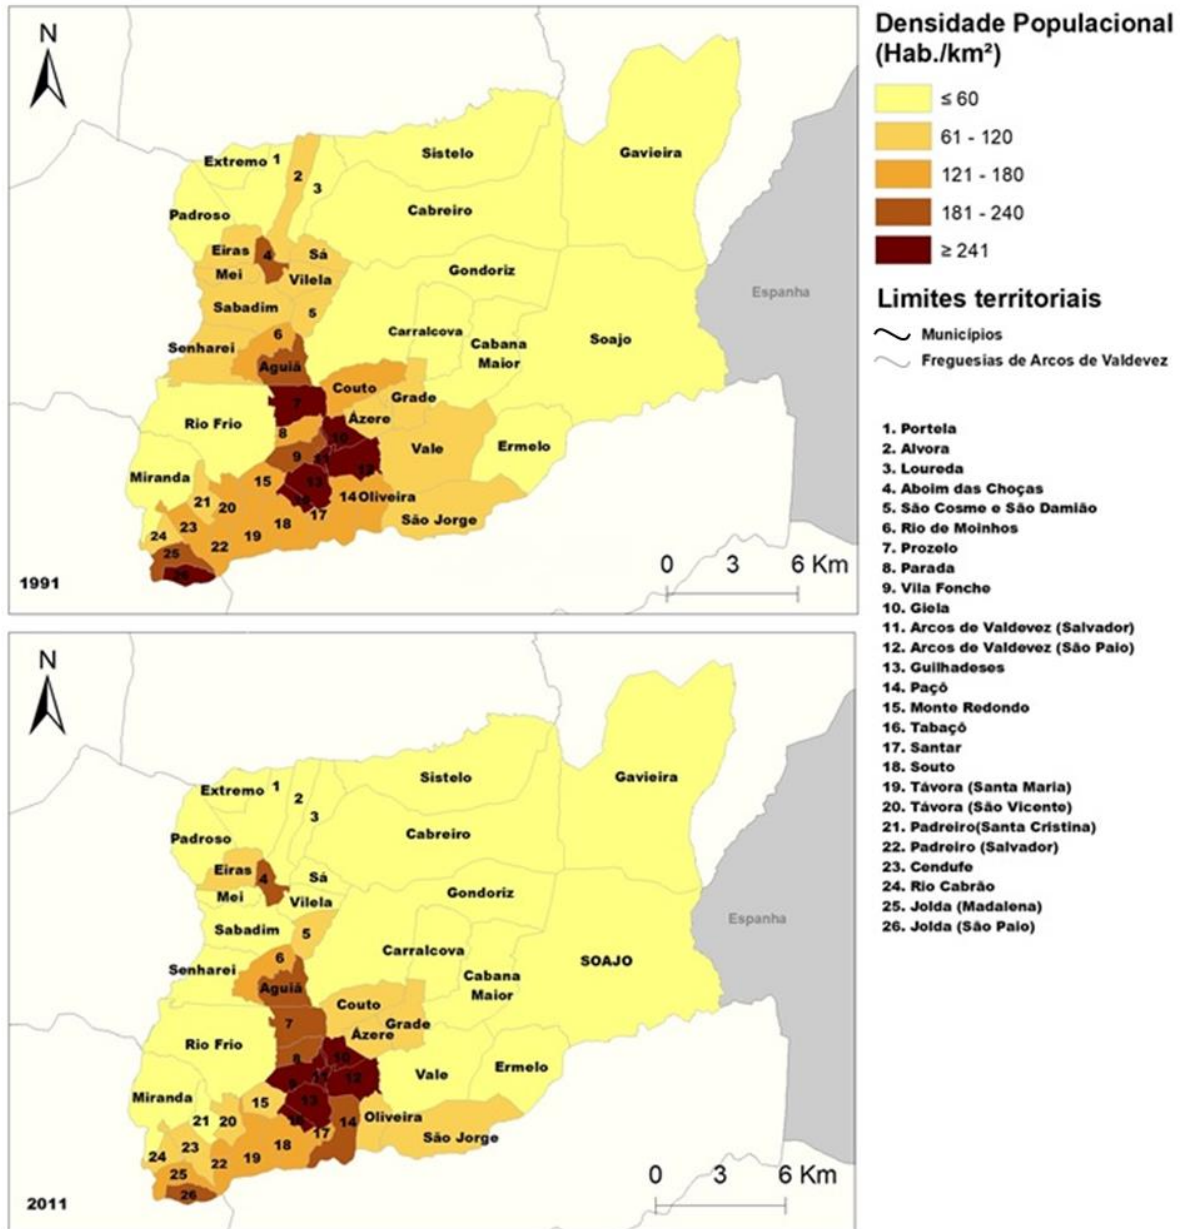 N
Extremo 1
2
3
Sistelo
Gavieira
Padroso
Cabreiro
Eiras
4
Sá
Mei
Vilela
Gondoriz
Espanha
Sabadim
5
6
Carralcova
Cabana
Maior
Soajo
Senharei
Aguiã
7
Couto
Grade
Rio Frio
8
Ázere
10
Vale
Ermelo
9
Miranda
15
13
14 Oliveira
21
20
17
São Jorge
23
18
24
19
22
25
0 3 6 Km
1991
N
Extremo 1
2
3
Sistelo
Gavieira
Padroso
Cabreiro
Eiras
4
Sá
Mei
Vilela
Gondoriz
Espanha
Sabadim
5
6
Carralcova
SOAJO
Senharei
Cabana
Maior
Aguiã
7
Couto
Grade
Ázere
Rio Frio
8
10
Vale
Ermelo
9
11
12
Miranda
15
13
21
20
14
Oliveira
17
São Jorge
23
18
24
19
22
25
26
0 3 6 Km
2011
Densidade Populacional
(Hab./km²)
≤ 60
61 - 120
121 - 180
181 - 240
≥ 241
Limites territoriais
Municípios
Freguesias de Arcos de Valdevez
1. Portela
2. Alvora
3. Loureda
4. Aboim das Choças
5. São Cosme e São Damião
6. Rio de Moinhos
7. Prozelo
8. Parada
9. Vila Fonche
10. Giela
11. Arcos de Valdevez (Salvador)
12. Arcos de Valdevez (São Paio)
13. Guilhadeses
14. Paçô
15. Monte Redondo
16. Tabaçô
17. Santar
18. Souto
19. Távora (Santa Maria)
20. Távora (São Vicente)
21. Padreiro(Santa Cristina)
22. Padreiro (Salvador)
23. Cendufe
24. Rio Cabrão
25. Jolda (Madalena)
26. Jolda (São Paio)